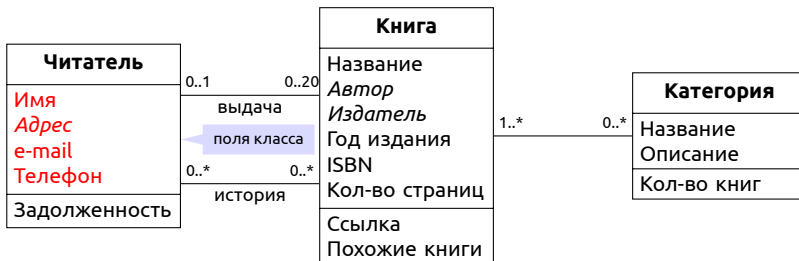 Читатель
Имя
Адрес
e-mail
Телефон
Задолженность
0..1
0..20
выдача
поля класса
0..*
0..*
история
Книга
Название
Автор
Издатель
Год издания
ISBN
Кол-во страниц
Ссылка
Похожие книги
1..*
0..*
Категория
Название
Описание
Кол-во книг